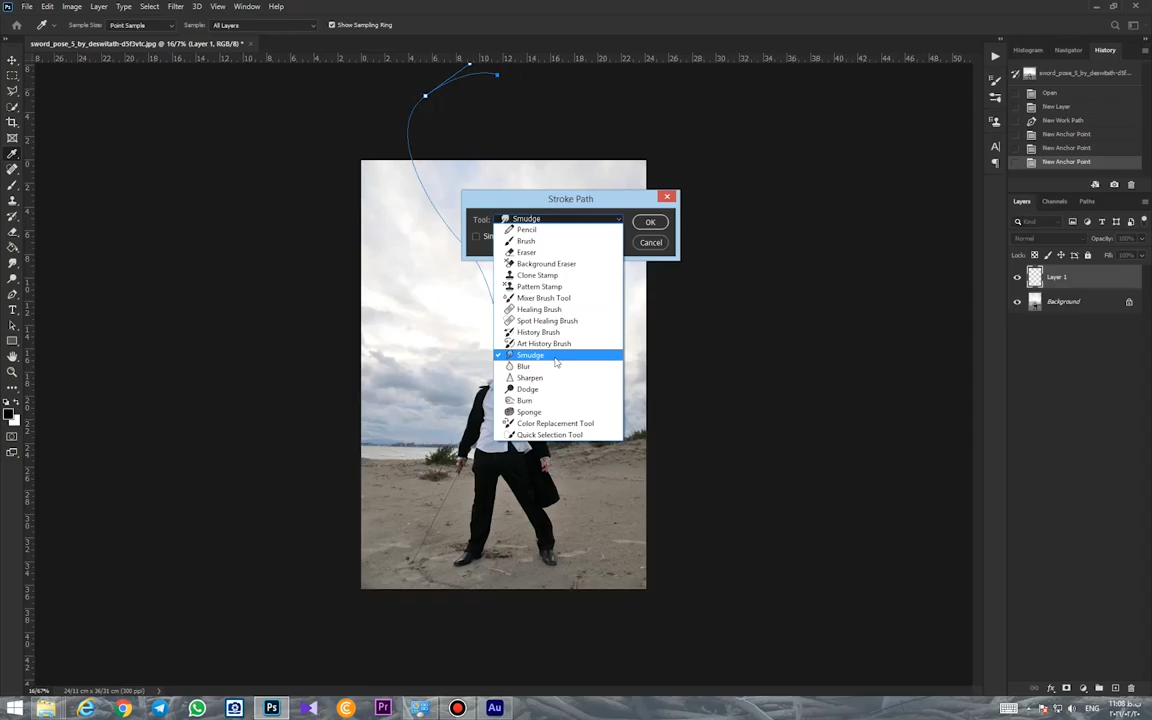 File Edit Image Layer Type Select Filter 3D View Window Help
Sample Size: Point Sample Sample: All Layers Show Sampling Ring
sword_pose_5_by_deswitath-d5f3vtc.jpg @ 16/7% (Layer 1, RGB/8) *
Histogram Navigator History
sword_pose_5_by_deswitath-d5f3vtc...
Open
New Layer
New Work Path
New Anchor Point
New Anchor Point
New Anchor Point
Stroke Path
Tool: Smudge
OK
Cancel
Pencil
Brush
Eraser
Background Eraser
Clone Stamp
Pattern Stamp
Mixer Brush Tool
Healing Brush
Spot Healing Brush
History Brush
Art History Brush
Smudge
Blur
Sharpen
Dodge
Burn
Sponge
Color Replacement Tool
Quick Selection Tool
Layers Channels Paths
Kind
Normal Opacity: 100%
Lock: Fill: 100%
Layer 1
Background
16/67% 24/11 cm x 36/31 cm (300 ppi)
ENG